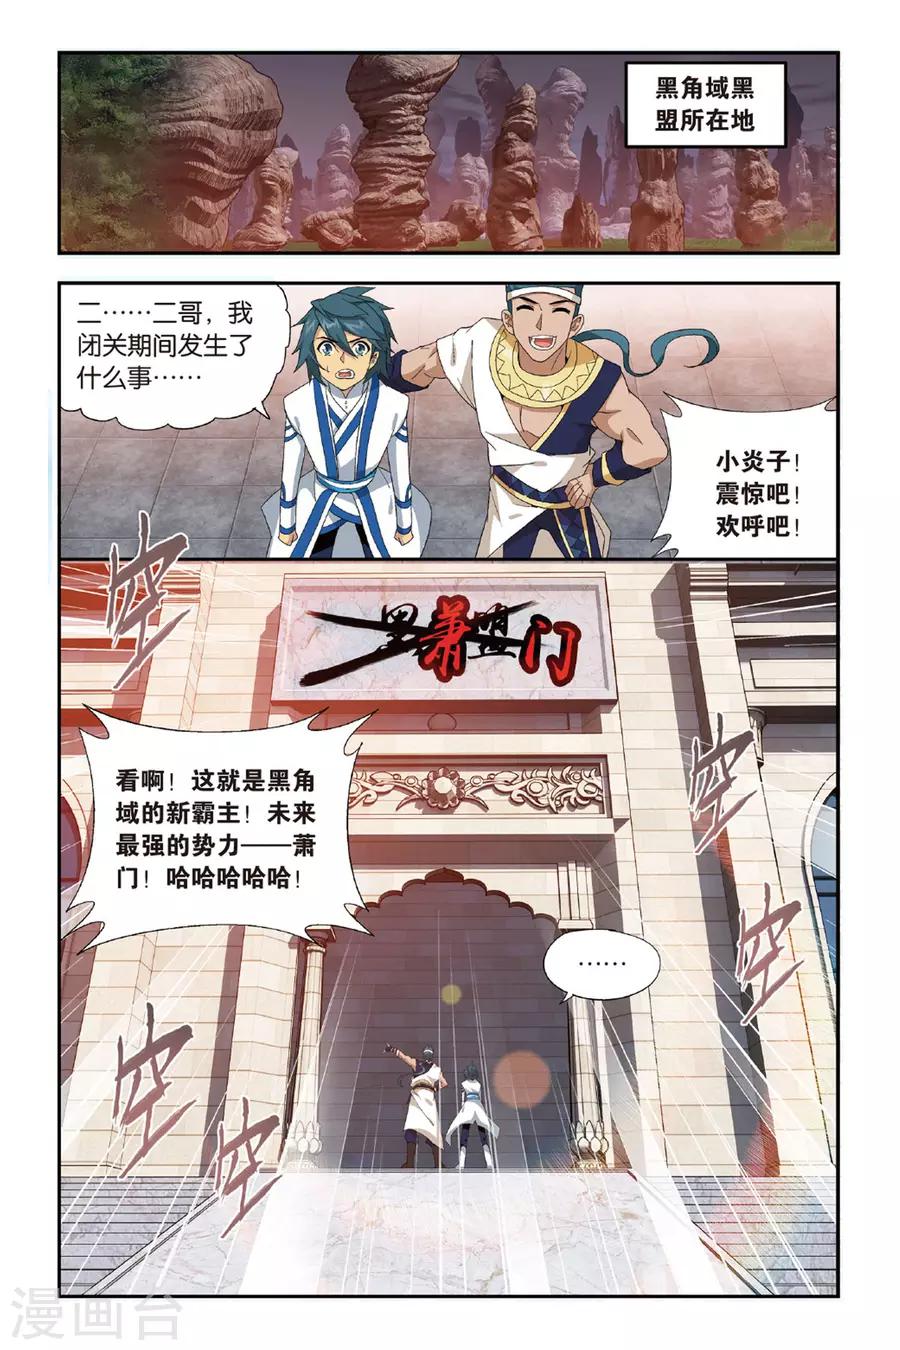 黑角域黑
盟所在地
二……二哥，我
闭关期间发生了
什么事……
小炎子！
震惊吧！
欢呼吧！
空
黑萧盟门
看啊！这就是黑角
域的新霸主！未来
最强的势力——萧
门！哈哈哈哈哈！
空
空
……
空
空
漫画台